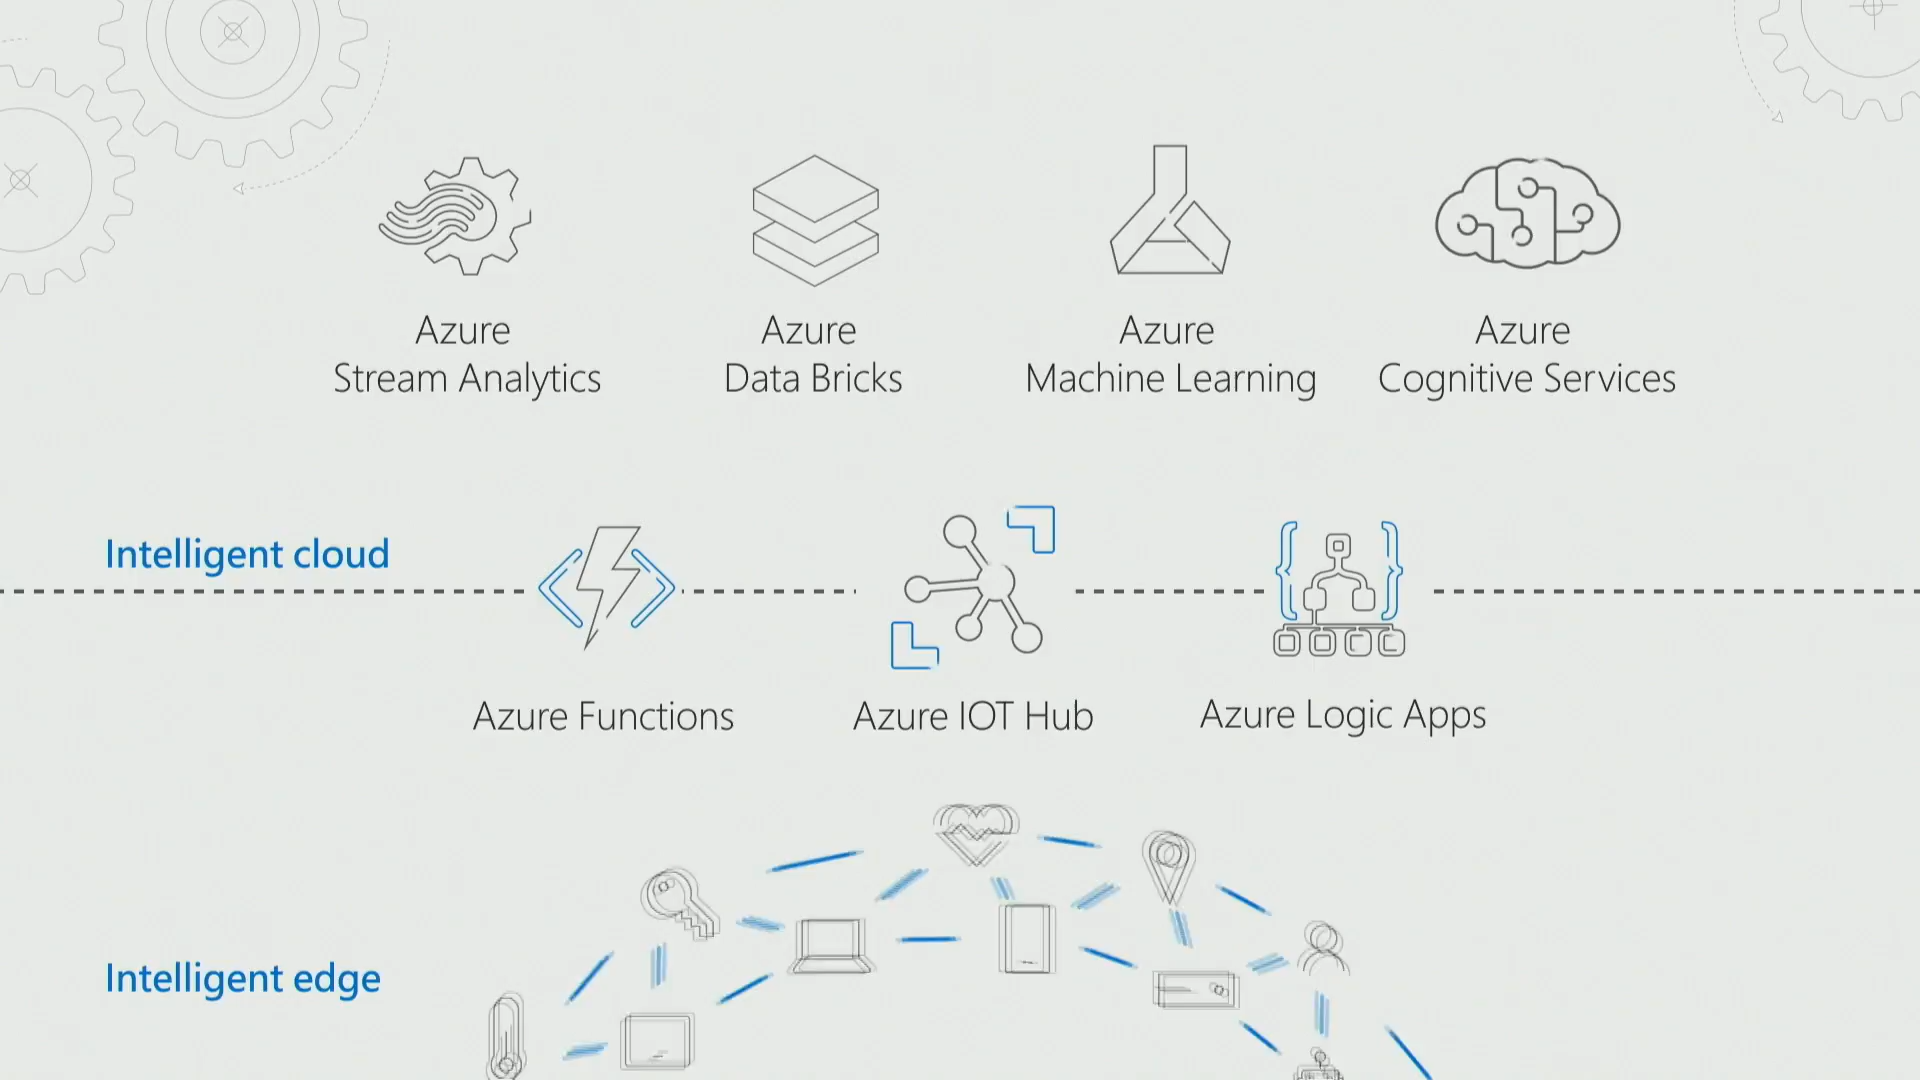 Azure
Stream Analytics
Azure
Data Bricks
Azure
Machine Learning
Azure
Cognitive Services
Intelligent cloud
Azure Functions
Azure IOT Hub
Azure Logic Apps
Intelligent edge